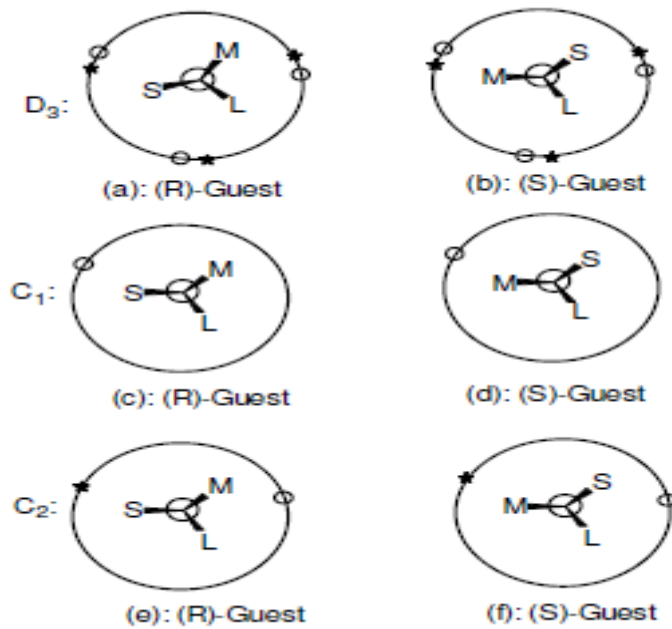 M S
S M
L L
D3:
(a): (R)-Guest (b): (S)-Guest
M S
S M
C1:
L L
(c): (R)-Guest (d): (S)-Guest
M S
S M
C2:
L L
(e): (R)-Guest (f): (S)-Guest